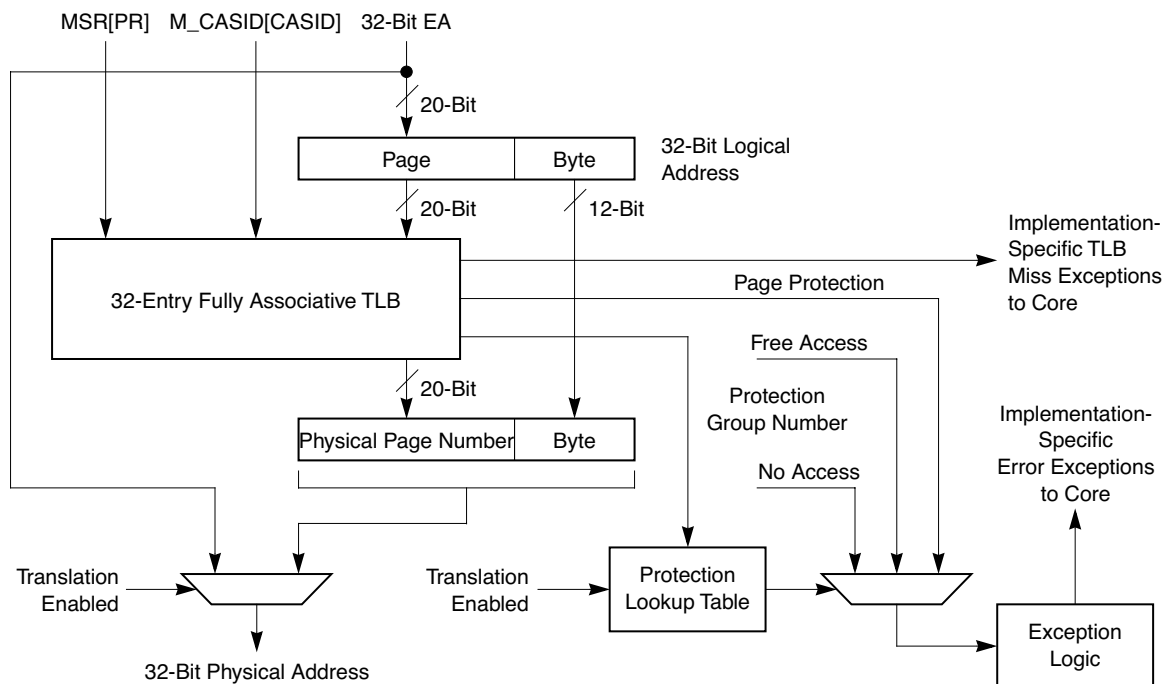 MSR[PR] M_CASID[CASID] 32-Bit EA
20-Bit
Page Byte
32-Bit Logical
Address
20-Bit 12-Bit
32-Entry Fully Associative TLB
Implementation-
Specific TLB
Miss Exceptions
to Core
Page Protection
Free Access
20-Bit
Protection
Group Number
Physical Page Number Byte
No Access
Implementation-
Specific
Error Exceptions
to Core
Translation
Enabled
32-Bit Physical Address
Translation
Enabled
Protection
Lookup Table
Exception
Logic